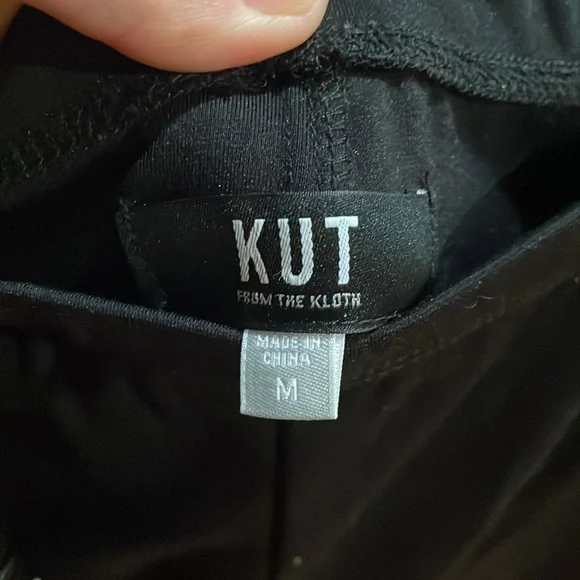 KUT
FROM THE KLOTH
MADE IN
CHINA
M